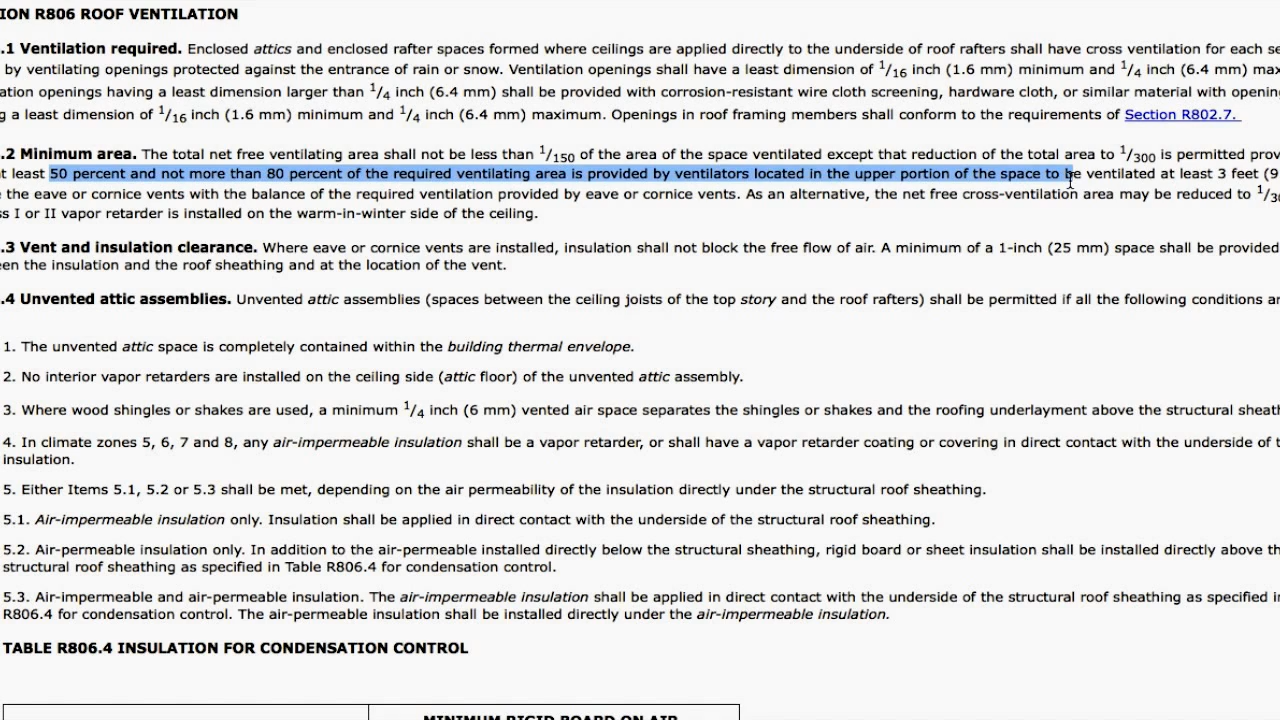 ION R806 ROOF VENTILATION
.1 Ventilation required. Enclosed attics and enclosed rafter spaces formed where ceilings are applied directly to the underside of roof rafters shall have cross ventilation for each se
by ventilating openings protected against the entrance of rain or snow. Ventilation openings shall have a least dimension of 1/16 inch (1.6 mm) minimum and 1/4 inch (6.4 mm) max
ation openings having a least dimension larger than 1/4 inch (6.4 mm) shall be provided with corrosion-resistant wire cloth screening, hardware cloth, or similar material with openin
g a least dimension of 1/16 inch (1.6 mm) minimum and 1/4 inch (6.4 mm) maximum. Openings in roof framing members shall conform to the requirements of Section R802.7.
.2 Minimum area. The total net free ventilating area shall not be less than 1/150 of the area of the space ventilated except that reduction of the total area to 1/300 is permitted prov
t least 50 percent and not more than 80 percent of the required ventilating area is provided by ventilators located in the upper portion of the space to be ventilated at least 3 feet (9
e the eave or cornice vents with the balance of the required ventilation provided by eave or cornice vents. As an alternative, the net free cross-ventilation area may be reduced to 1/30
s I or II vapor retarder is installed on the warm-in-winter side of the ceiling.
.3 Vent and insulation clearance. Where eave or cornice vents are installed, insulation shall not block the free flow of air. A minimum of a 1-inch (25 mm) space shall be provided
een the insulation and the roof sheathing and at the location of the vent.
.4 Unvented attic assemblies. Unvented attic assemblies (spaces between the ceiling joists of the top story and the roof rafters) shall be permitted if all the following conditions ar
1. The unvented attic space is completely contained within the building thermal envelope.
2. No interior vapor retarders are installed on the ceiling side (attic floor) of the unvented attic assembly.
3. Where wood shingles or shakes are used, a minimum 1/4 inch (6 mm) vented air space separates the shingles or shakes and the roofing underlayment above the structural sheath
4. In climate zones 5, 6, 7 and 8, any air-impermeable insulation shall be a vapor retarder, or shall have a vapor retarder coating or covering in direct contact with the underside of t
insulation.
5. Either Items 5.1, 5.2 or 5.3 shall be met, depending on the air permeability of the insulation directly under the structural roof sheathing.
5.1. Air-impermeable insulation only. Insulation shall be applied in direct contact with the underside of the structural roof sheathing.
5.2. Air-permeable insulation only. In addition to the air-permeable installed directly below the structural sheathing, rigid board or sheet insulation shall be installed directly above th
structural roof sheathing as specified in Table R806.4 for condensation control.
5.3. Air-impermeable and air-permeable insulation. The air-impermeable insulation shall be applied in direct contact with the underside of the structural roof sheathing as specified in
R806.4 for condensation control. The air-permeable insulation shall be installed directly under the air-impermeable insulation.
TABLE R806.4 INSULATION FOR CONDENSATION CONTROL
MINIMUM RIGID BOARD ON AIR